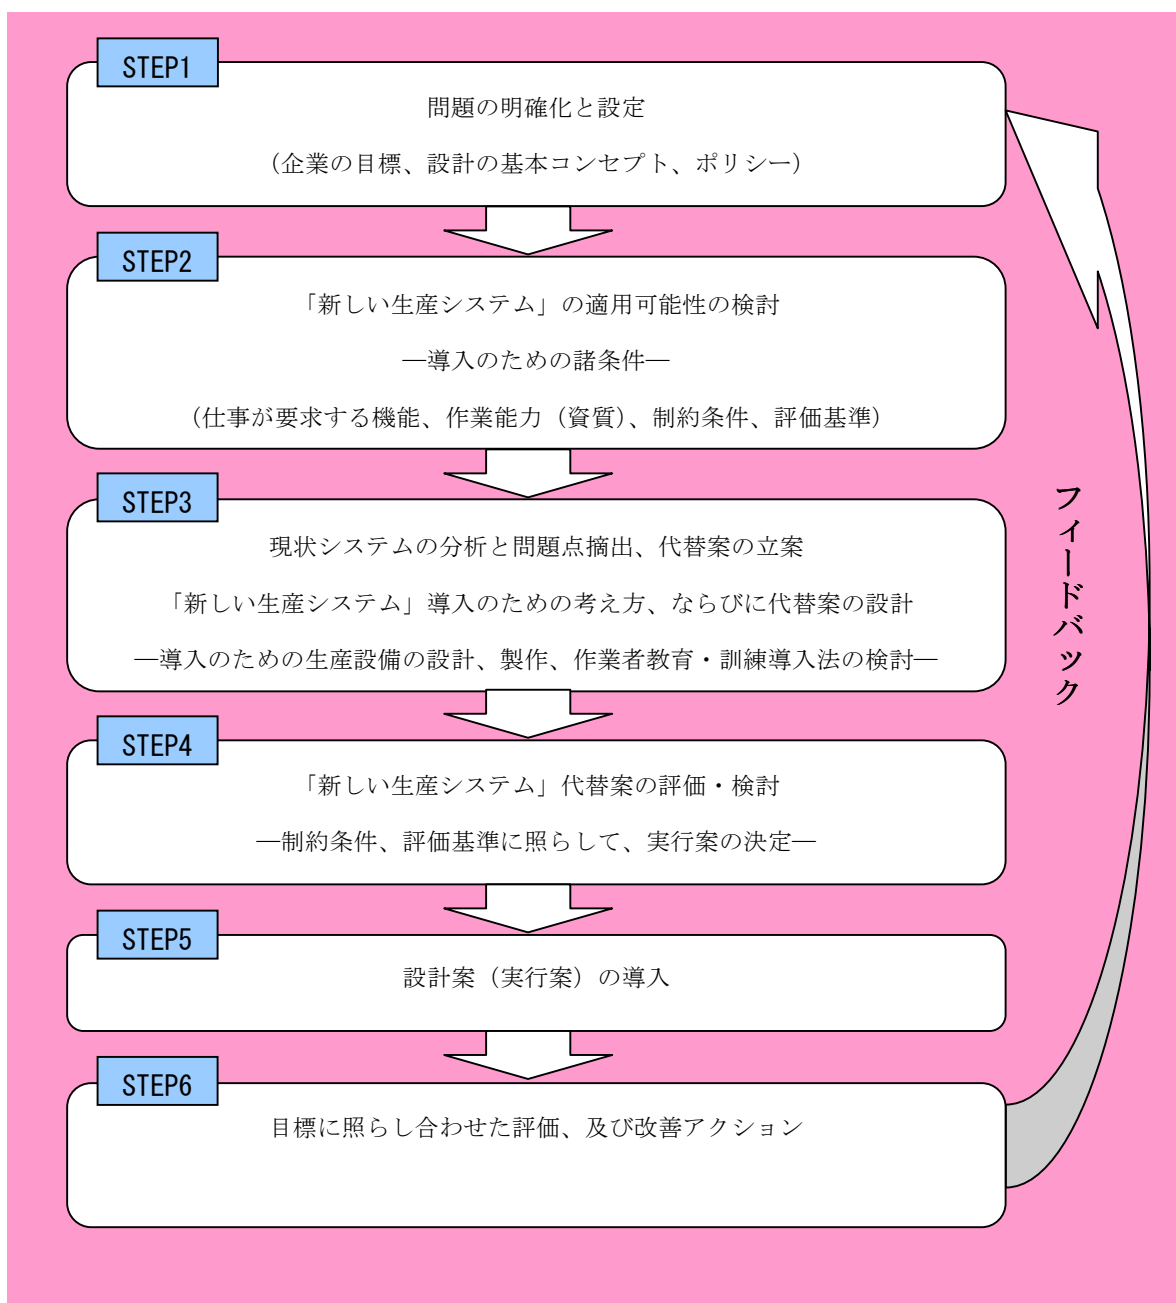 STEP1
問題の明確化と設定
（企業の目標、設計の基本コンセプト、ポリシー）
STEP2
「新しい生産システム」の適用可能性の検討
―導入のための諸条件―
（仕事が要求する機能、作業能力（資質）、制約条件、評価基準）
STEP3
現状システムの分析と問題点摘出、代替案の立案
「新しい生産システム」導入のための考え方、ならびに代替案の設計
―導入のための生産設備の設計、製作、作業者教育・訓練導入法の検討―
STEP4
「新しい生産システム」代替案の評価・検討
―制約条件、評価基準に照らして、実行案の決定―
STEP5
設計案（実行案）の導入
STEP6
目標に照らし合わせた評価、及び改善アクション
フィードバック